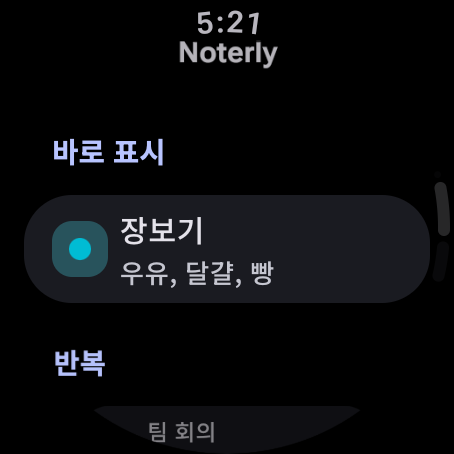 5:21
Noterly
바로 표시
장보기
우유, 달걀, 빵
반복
팀 회의